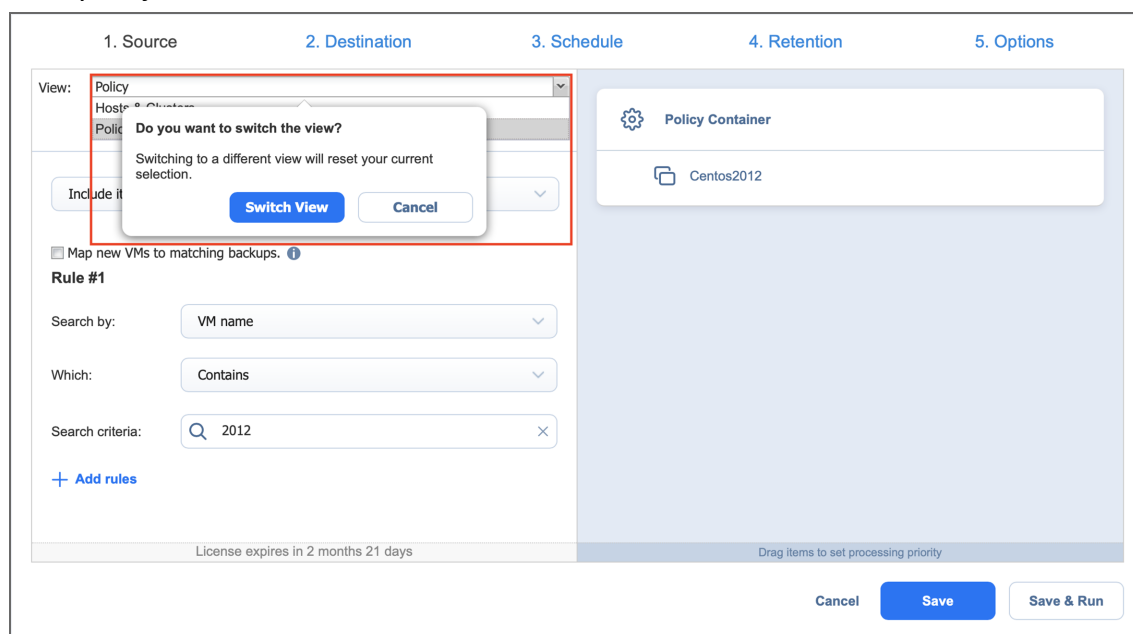 1. Source 2. Destination 3. Schedule 4. Retention 5. Options
View: Policy
Hosts &
Do you want to switch the view?
Switching to a different view will reset your current
selection.
Switch View Cancel
Include
Map new VMs to matching backups.
Rule #1
Search by: VM name
Which: Contains
Search criteria: 2012
Add rules
License expires in 2 months 21 days
Policy Container
Centos2012
Drag items to set processing priority
Cancel Save Save & Run